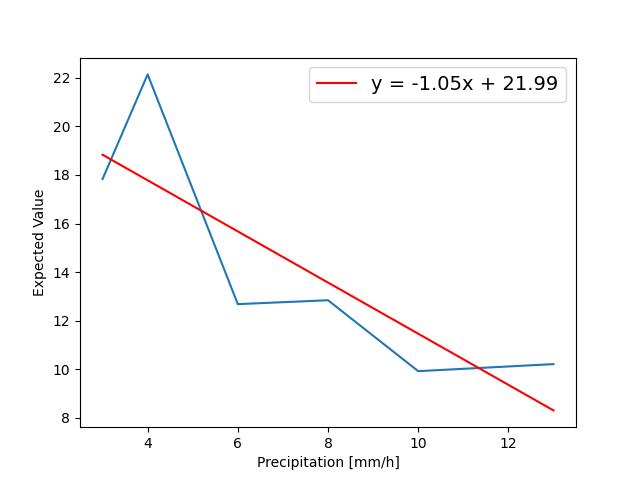 y = -1.05x + 21.99
22
20
18
16
14
12
10
8
Expected Value
4 6 8 10 12
Precipitation [mm/h]